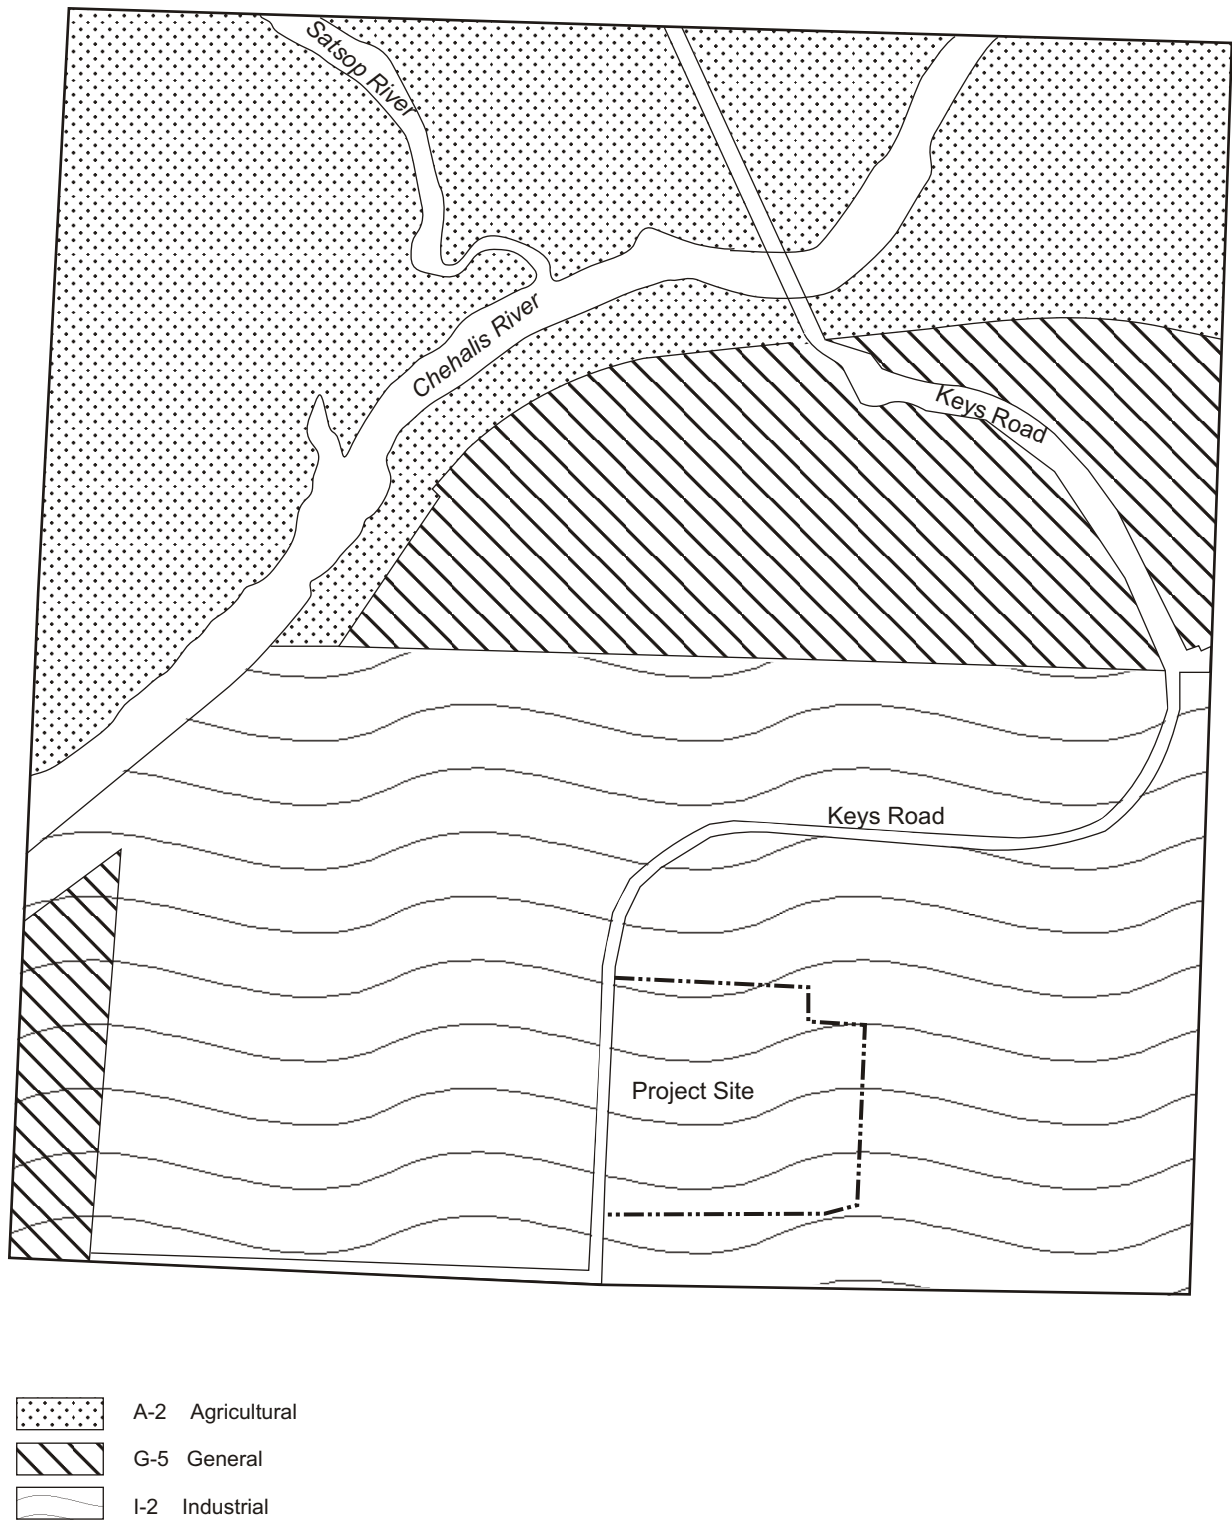 Satsop River
Chehalis River
Keys Road
Keys Road
Project Site
A-2 Agricultural
G-5 General
I-2 Industrial